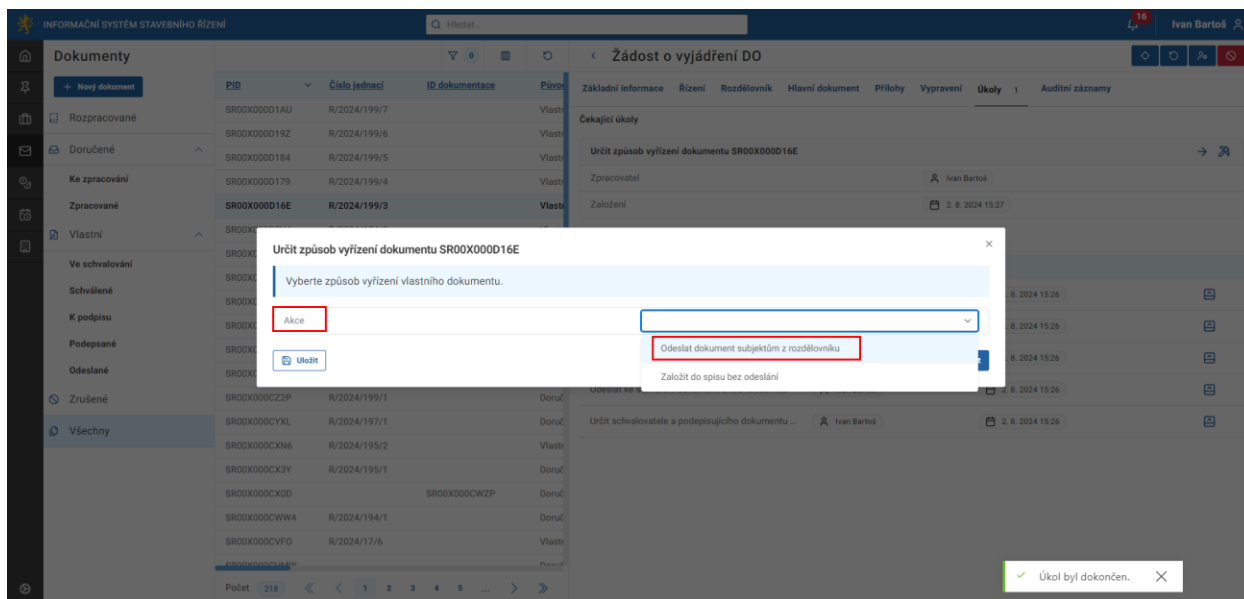 INFORMAČNÍ SYSTÉM STAVEBNÍHO ŘÍZENÍ
Hledat...
16
Ivan Bartoš
Dokumenty
0
Žádost o vyjádření DO
+ Nový dokument
Rozpracované
Doručené
Ke zpracování
Zpracované
Vlastní
Ve schvalování
Schválené
K podpisu
Podepsané
Odeslané
Zrušené
Všechny
PID Číslo jednací ID dokumentace
SR00X000D1AU R/2024/199/7
SR00X000D19Z R/2024/199/6
SR00X000D184 R/2024/199/5
SR00X000D179 R/2024/199/4
SR00X000D16E R/2024/199/3
SR00X000CZ2P R/2024/199/1
SR00X000CYXL R/2024/197/1
SR00X000CXN6 R/2024/195/2
SR00X000CX3Y R/2024/195/1
SR00X000CX0D SR00X000CWZP
SR00X000CWW4 R/2024/194/1
SR00X000CVFD R/2024/17/6
Počet 218 1 2 3 4 5 ...
Základní informace Řízení Rozdělovník Hlavní dokument Přílohy Vypravení Úkoly 1 Auditní záznamy
Čekající úkoly
Určit způsob vyřízení dokumentu SR00X000D16E
Zpracovatel Ivan Bartoš
Založení 2. 8. 2024 15:27
Určit způsob vyřízení dokumentu SR00X000D16E
Vyberte způsob vyřízení vlastního dokumentu.
Akce
Odeslat dokument subjektům z rozdělovníku
Založit do spisu bez odeslání
Uložit
8. 2024 15:26
8. 2024 15:26
8. 2024 15:26
2. 8. 2024 15:26
Určit schvalovatele a podepisujícího dokumentu ... Ivan Bartoš 2. 8. 2024 15:26
Úkol byl dokončen.